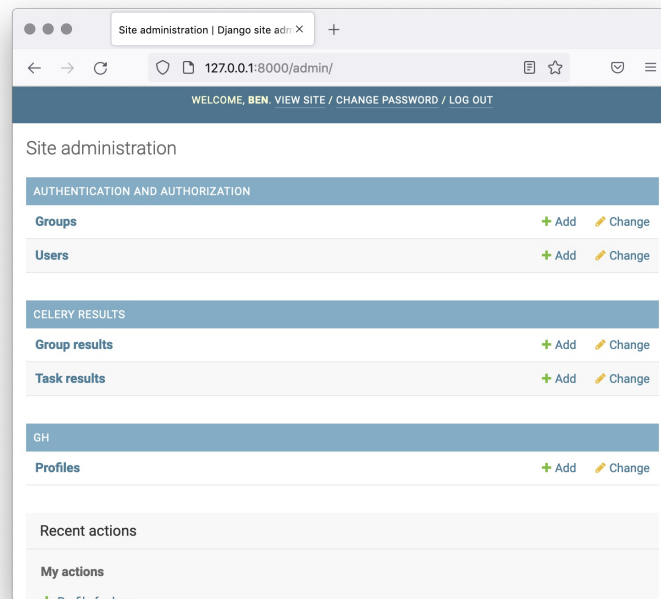 Site administration | Django site adm
127.0.0.1:8000/admin/
WELCOME, BEN. VIEW SITE / CHANGE PASSWORD / LOG OUT
Site administration
AUTHENTICATION AND AUTHORIZATION
Groups Add Change
Users Add Change
CELERY RESULTS
Group results Add Change
Task results Add Change
GH
Profiles Add Change
Recent actions
My actions